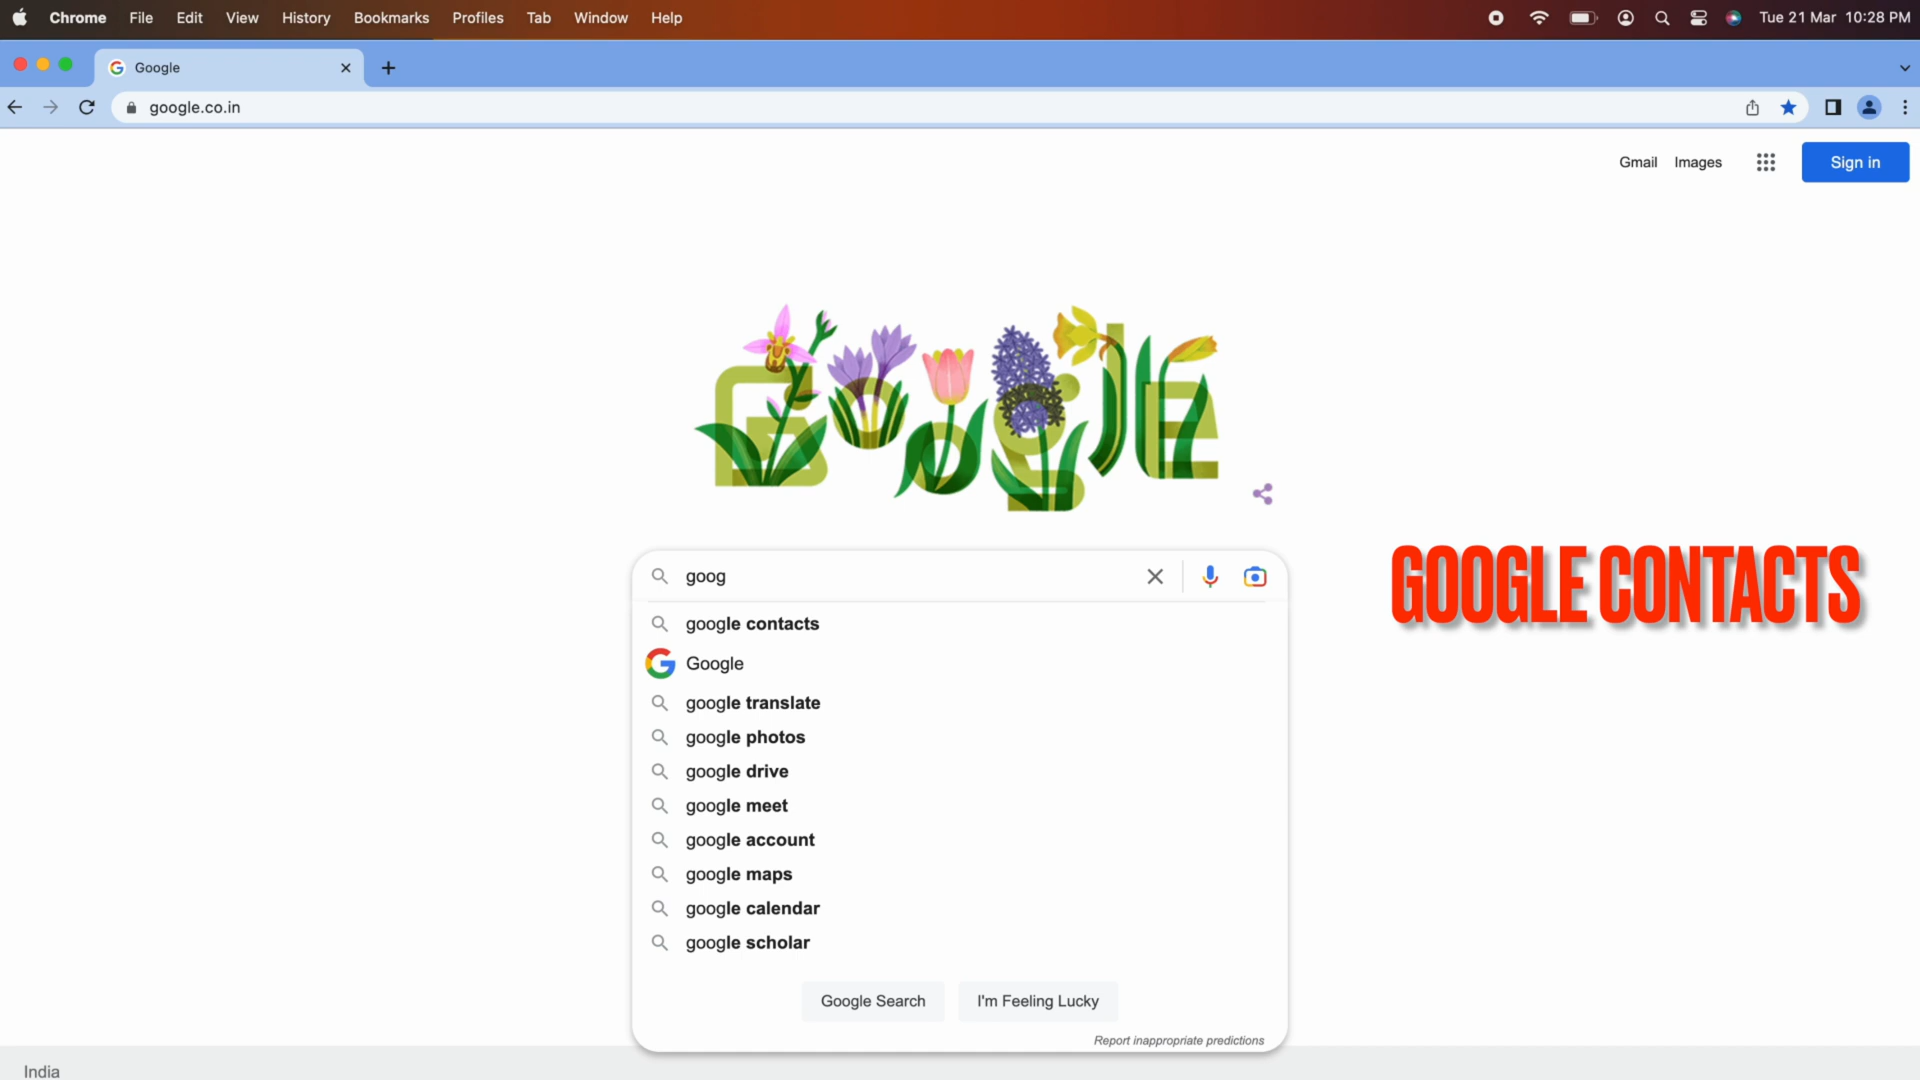 Chrome File Edit View History Bookmarks Profiles Tab Window Help Tue 21 Mar 10:28 PM
Google
google.co.in
Gmail Images Sign in
GOOGLE
goog
GOOGLE CONTACTS
google contacts
Google
google translate
google photos
google drive
google meet
google account
google maps
google calendar
google scholar
Google Search I'm Feeling Lucky
Report inappropriate predictions
India